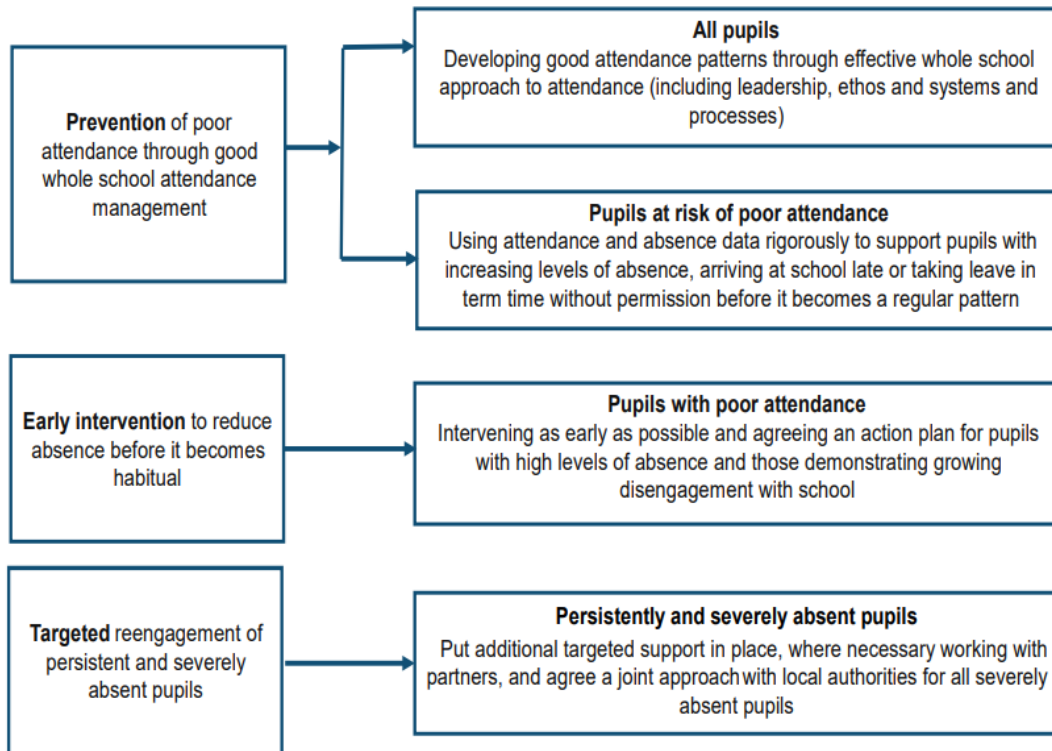 Prevention of poor
attendance through good
whole school attendance
management
All pupils
Developing good attendance patterns through effective whole school
approach to attendance (including leadership, ethos and systems and
processes)
Pupils at risk of poor attendance
Using attendance and absence data rigorously to support pupils with
increasing levels of absence, arriving at school late or taking leave in
term time without permission before it becomes a regular pattern
Early intervention to reduce
absence before it becomes
habitual
Pupils with poor attendance
Intervening as early as possible and agreeing an action plan for pupils
with high levels of absence and those demonstrating growing
disengagement with school
Targeted reengagement of
persistent and severely
absent pupils
Persistently and severely absent pupils
Put additional targeted support in place, where necessary working with
partners, and agree a joint approach with local authorities for all severely
absent pupils